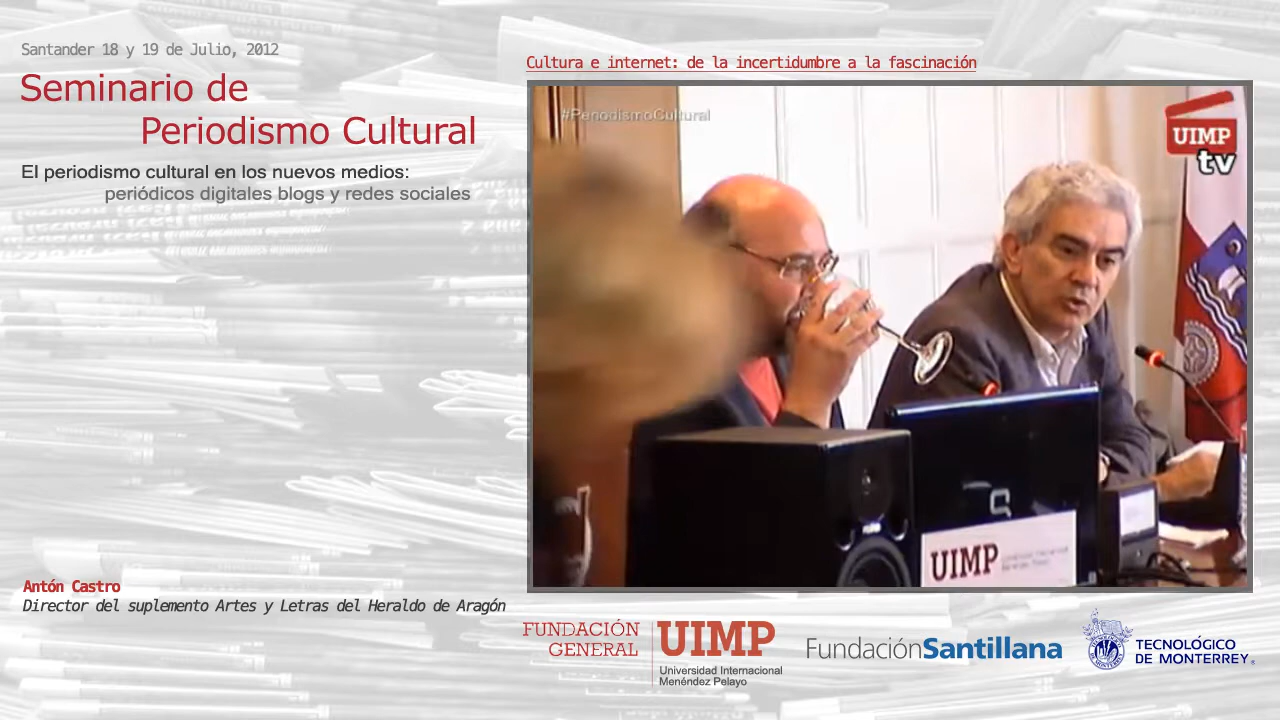 Santander 18 y 19 de Julio, 2012
Seminario de
Periodismo Cultural
El periodismo cultural en los nuevos medios:
periódicos digitales blogs y redes sociales
Cultura e internet: de la incertidumbre a la fascinación
#PeriodismoCultural
UIMP
tv
UIMP
Antón Castro
Director del suplemento Artes y Letras del Heraldo de Aragón
FUNDACIÓN
GENERAL
UIMP
Universidad Internacional
Menéndez Pelayo
FundaciónSantillana
TECNOLÓGICO
DE MONTERREY®